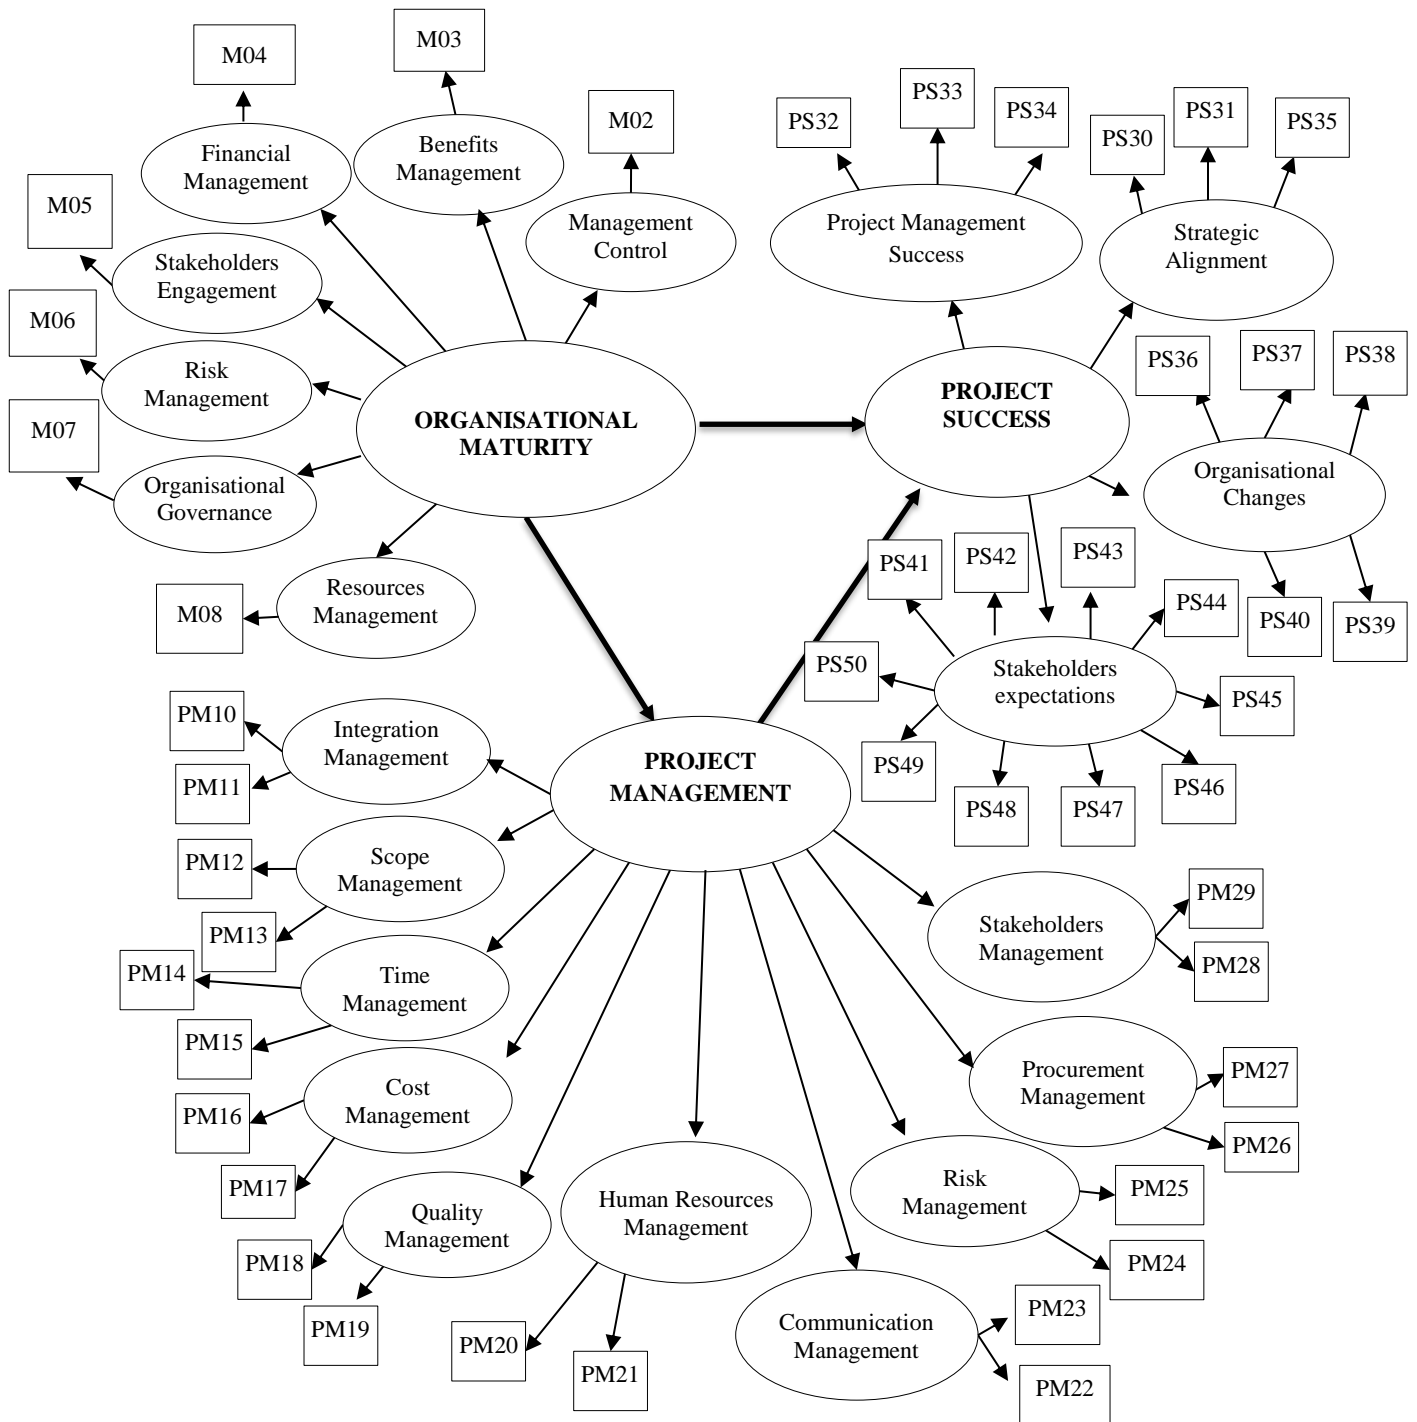 M04
M03
M02
PS32
PS33
PS34
PS30
PS31
PS35
Financial
Management
Benefits
Management
M05
Management
Control
Project Management
Success
Strategic
Alignment
Stakeholders
Engagement
M06
Risk
Management
M07
ORGANISATIONAL
MATURITY
PROJECT
SUCCESS
PS36
PS37
PS38
Organisational
Governance
Organisational
Changes
Resources
Management
M08
PS41
PS42
PS43
PS44
PS40
PS39
PS50
Stakeholders
expectations
PS45
PS49
PS48
PS47
PS46
PM10
PM11
Integration
Management
PROJECT
MANAGEMENT
PM12
PM13
Scope
Management
PM14
PM15
Time
Management
Stakeholders
Management
PM29
PM28
PM16
PM17
Cost
Management
Procurement
Management
PM27
PM26
PM18
PM19
Quality
Management
Human Resources
Management
PM20
PM21
Risk
Management
PM25
PM24
Communication
Management
PM23
PM22